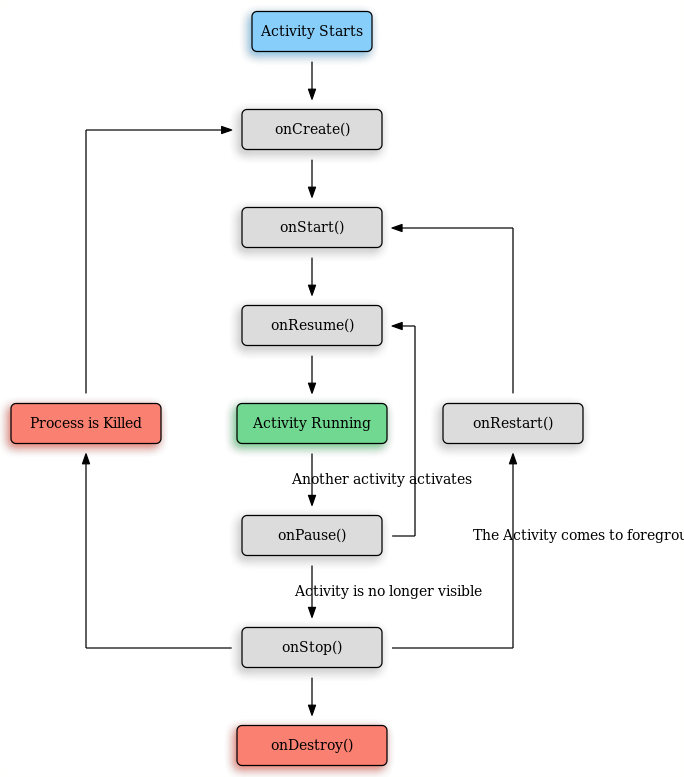 Activity Starts
onCreate()
onStart()
onResume()
Process is Killed
Activity Running
onRestart()
Another activity activates
onPause()
The Activity comes to
Activity is no longer visible
onStop()
onDestroy()